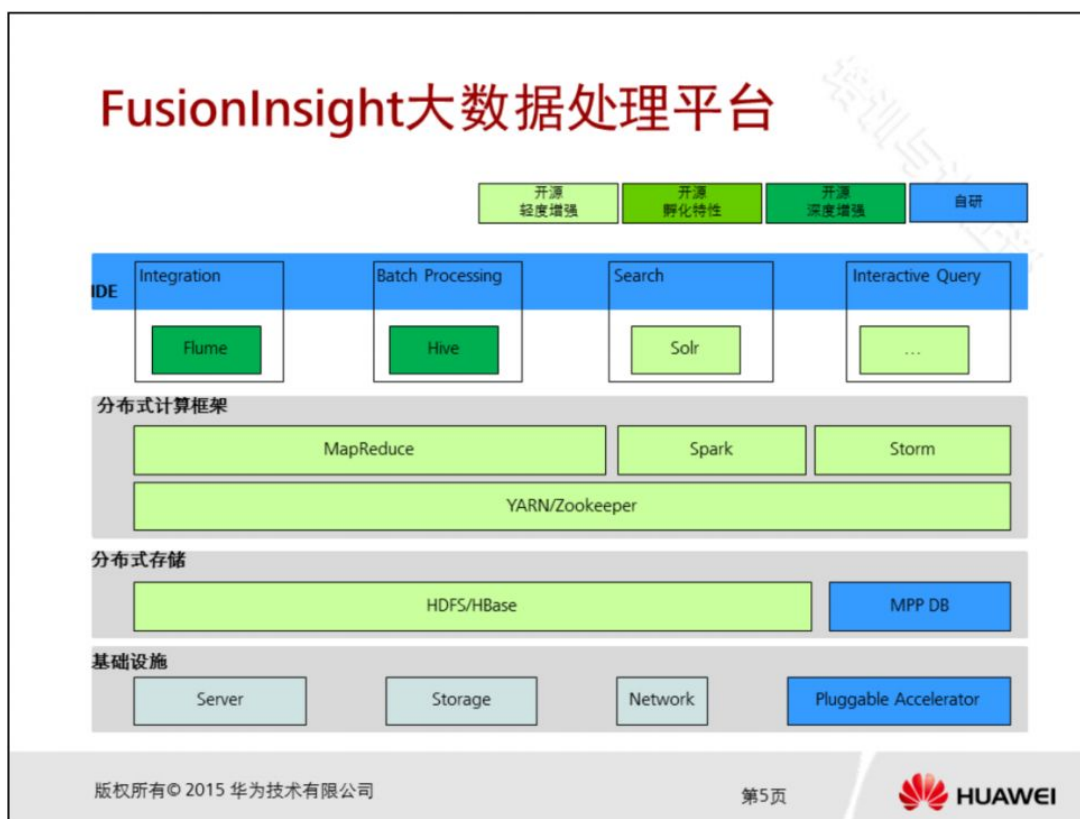 FusionInsight大数据处理平台
开源
轻度增强
开源
孵化特性
开源
深度增强
自研
IDE
Integration
Batch Processing
Search
Interactive Query
Flume
Hive
Solr
...
分布式计算框架
MapReduce
Spark
Storm
YARN/Zookeeper
分布式存储
HDFS/HBase
MPP DB
基础设施
Server
Storage
Network
Pluggable Accelerator
版权所有© 2015 华为技术有限公司
第5页
HUAWEI